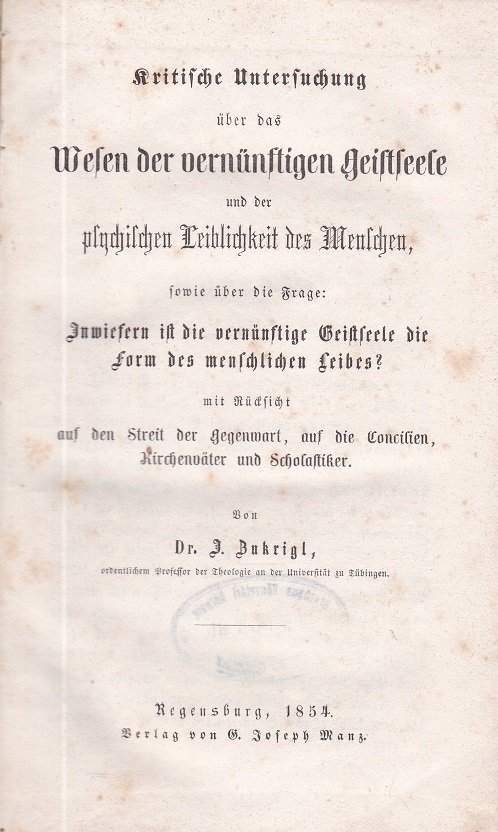 Kritische Untersuchung
über das
Wesen der vernünftigen Geistseele
und der
psychischen Leiblichkeit des Menschen,
sowie über die Frage:
Inwiefern ist die vernünftige Geistseele die
Form des menschlichen Leibes?
mit Rücksicht
auf den Streit der Gegenwart, auf die Concilien,
Kirchenväter und Scholastiker.
Von
Dr. J. Zukrigl,
ordentlichem Professor der Theologie an der Universität zu Tübingen.
Regensburg, 1854.
Verlag von G. Joseph Manz.